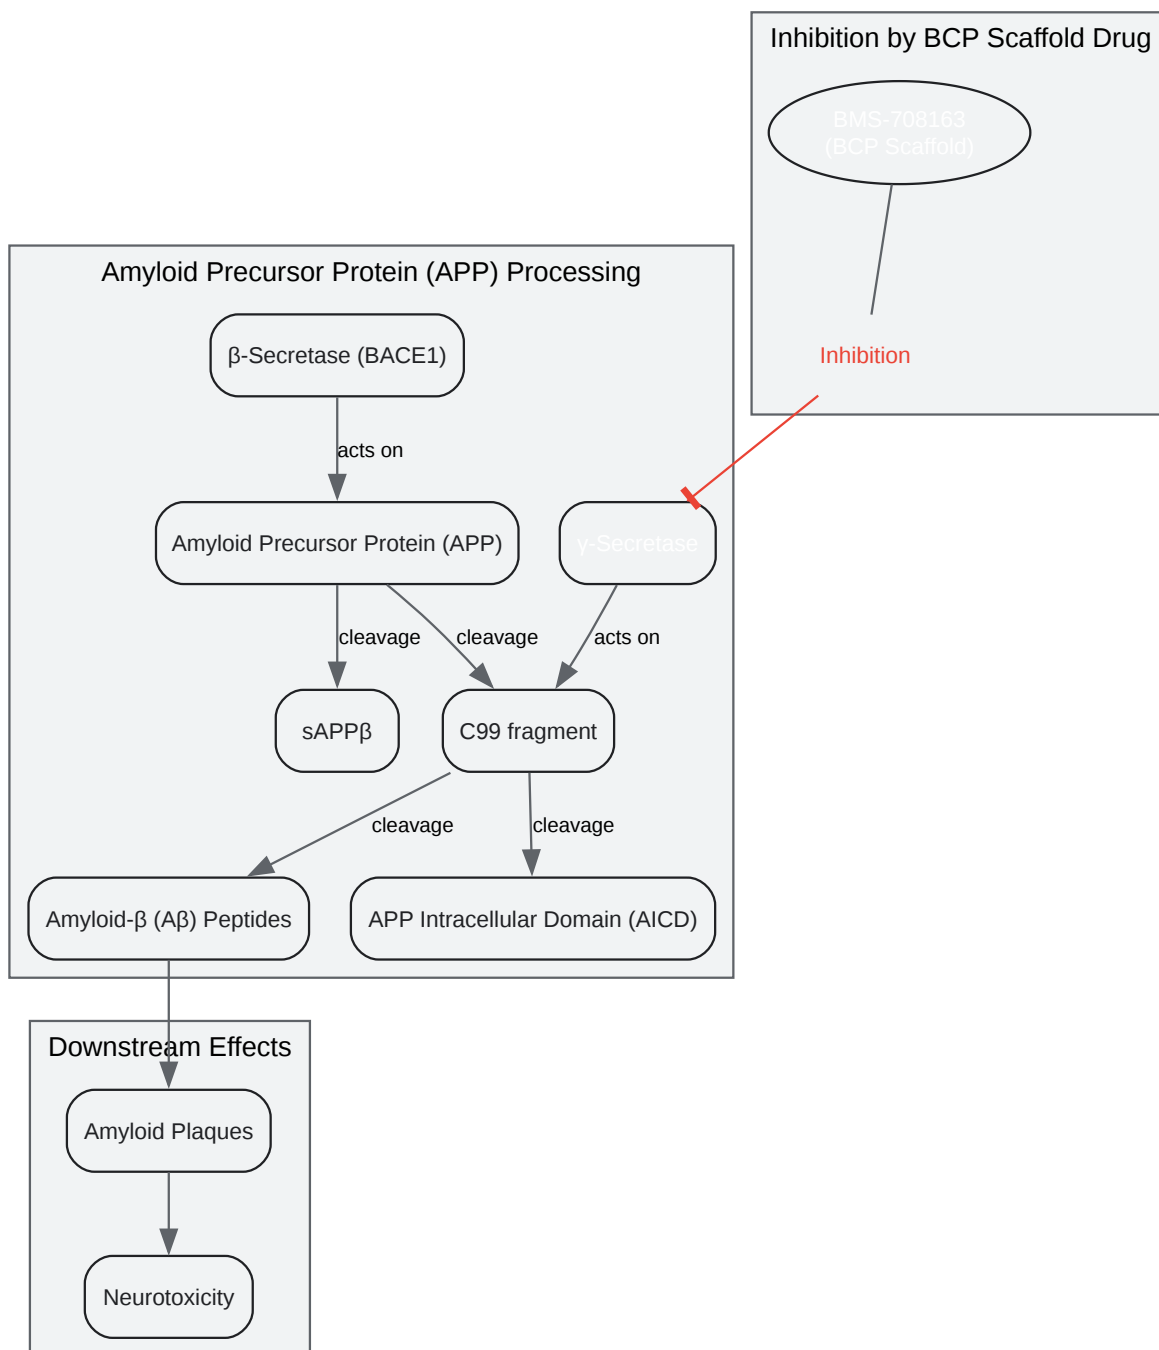 Inhibition by BCP Scaffold Drug
BMS-708163
(BCP Scaffold)
Inhibition
Amyloid Precursor Protein (APP) Processing
β-Secretase (BACE1)
acts on
Amyloid Precursor Protein (APP)
γ-Secretase
cleavage
cleavage
acts on
sAPPβ
C99 fragment
cleavage
cleavage
Amyloid-β (Aβ) Peptides
APP Intracellular Domain (AICD)
Downstream Effects
Amyloid Plaques
Neurotoxicity